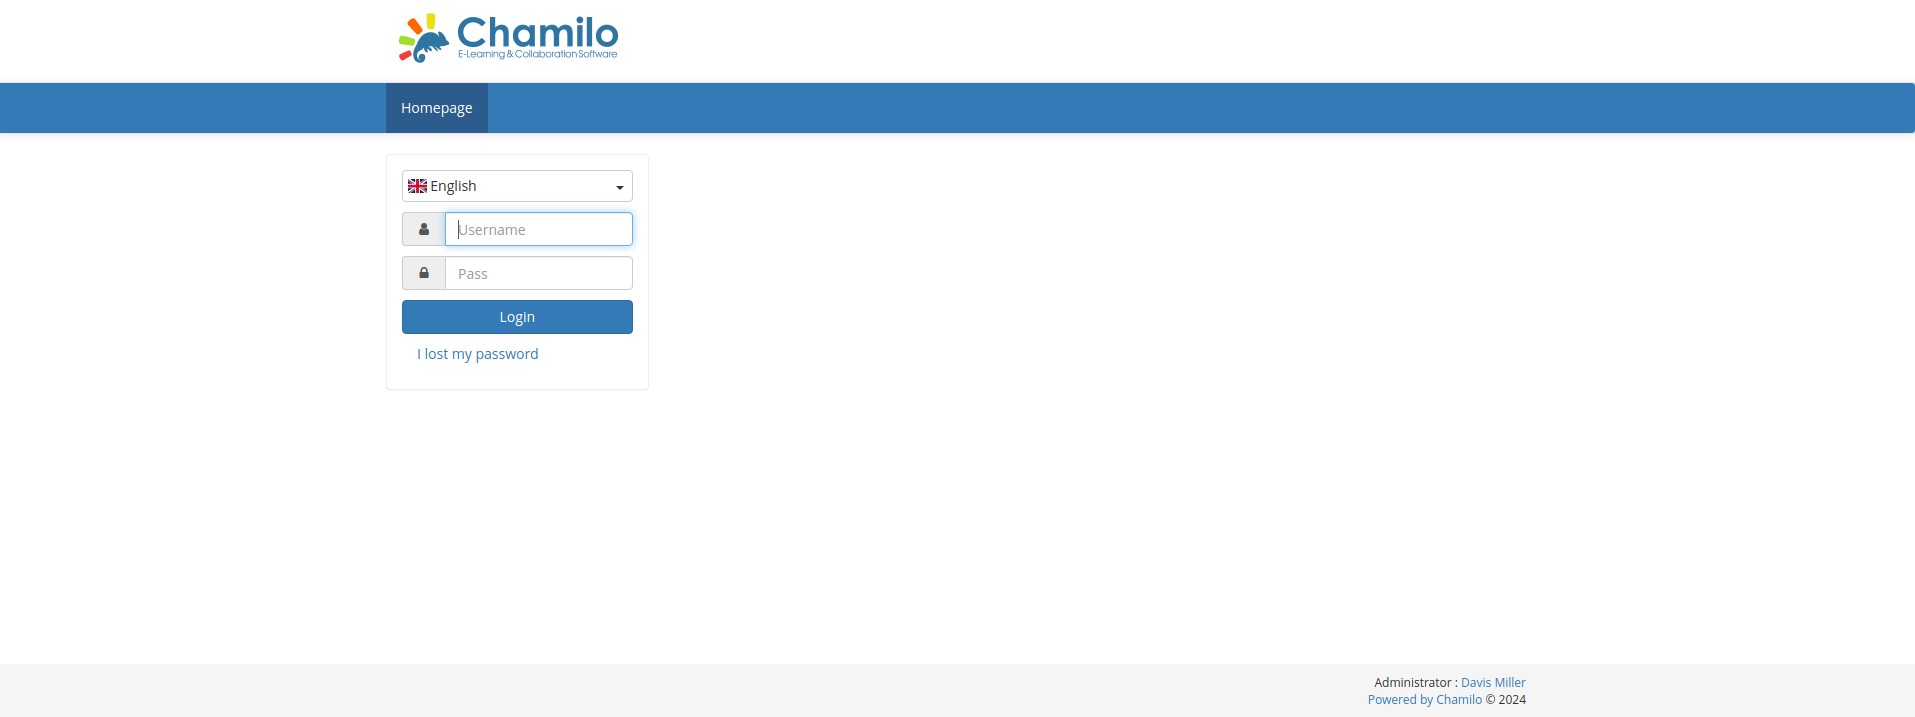 Chamilo
E-Learning & Collaboration Software
Homepage
English
Username
Pass
Login
I lost my password
Administrator : Davis Miller
Powered by Chamilo © 2024